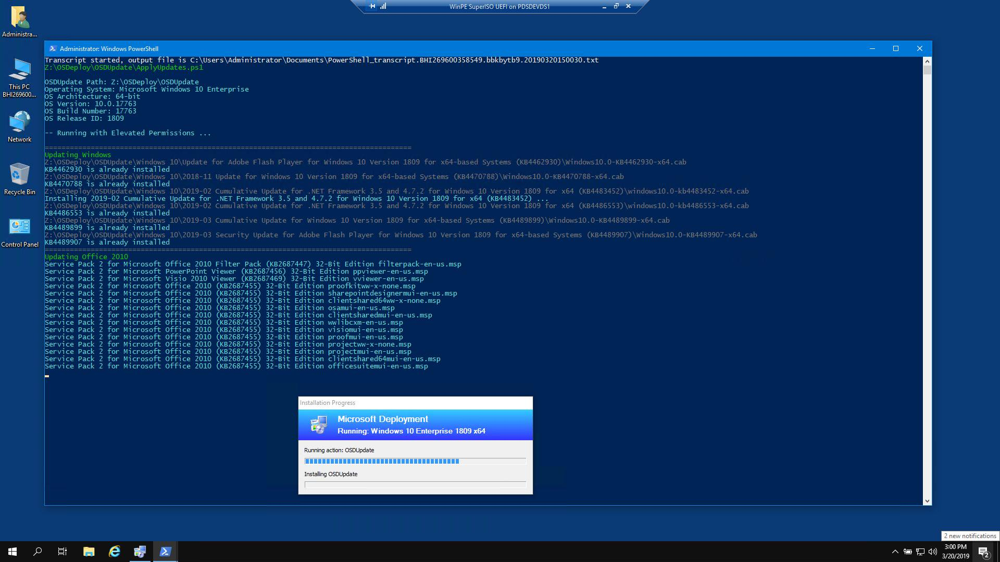 WinPE SuperISO UEFI on PDSDEVDS1
Administra...
This PC
BHI269600...
Network
Recycle Bin
Control Panel
Administrator: Windows PowerShell
Transcript started, output file is C:\Users\Administrator\Documents\PowerShell_transcript.BHI269600358549.bbkbytb9.20190320150030.txt
Z:\OSDeploy\OSDUpdate\ApplyUpdates.ps1
OSDUpdate Path: Z:\OSDeploy\OSDUpdate
Operating System: Microsoft Windows 10 Enterprise
OS Architecture: 64-bit
OS Version: 10.0.17763
OS Build Number: 17763
OS Release ID: 1809
-- Running with Elevated Permissions ...
========================================================================================
Updating Windows
Z:\OSDeploy\OSDUpdate\Windows 10\Update for Adobe Flash Player for Windows 10 Version 1809 for x64-based Systems (KB4462930)\Windows10.0-KB4462930-x64.cab
KB4462930 is already installed
Z:\OSDeploy\OSDUpdate\Windows 10\2018-11 Update for Windows 10 Version 1809 for x64-based Systems (KB4470788)\Windows10.0-KB4470788-x64.cab
KB4470788 is already installed
Z:\OSDeploy\OSDUpdate\Windows 10\2019-02 Cumulative Update for .NET Framework 3.5 and 4.7.2 for Windows 10 Version 1809 for x64 (KB4483452)\windows10.0-kb4483452-x64.cab
Installing 2019-02 Cumulative Update for .NET Framework 3.5 and 4.7.2 for Windows 10 Version 1809 for x64 (KB4483452) ...
Z:\OSDeploy\OSDUpdate\Windows 10\2019-02 Cumulative Update for .NET Framework 3.5 and 4.7.2 for Windows 10 Version 1809 for x64 (KB4486553)\windows10.0-kb4486553-x64.cab
KB4486553 is already installed
Z:\OSDeploy\OSDUpdate\Windows 10\2019-03 Cumulative Update for Windows 10 Version 1809 for x64-based Systems (KB4489899)\Windows10.0-KB4489899-x64.cab
KB4489899 is already installed
Z:\OSDeploy\OSDUpdate\Windows 10\2019-03 Security Update for Adobe Flash Player for Windows 10 Version 1809 for x64-based Systems (KB4489907)\Windows10.0-KB4489907-x64.cab
KB4489907 is already installed
========================================================================================
Updating Office 2010
Service Pack 2 for Microsoft Office 2010 Filter Pack (KB2687447) 32-Bit Edition filterpack-en-us.msp
Service Pack 2 for Microsoft PowerPoint Viewer (KB2687456) 32-Bit Edition ppviewer-en-us.msp
Service Pack 2 for Microsoft Visio 2010 Viewer (KB2687469) 32-Bit Edition vviewer-en-us.msp
Service Pack 2 for Microsoft Office 2010 (KB2687455) 32-Bit Edition proofkitww-x-none.msp
Service Pack 2 for Microsoft Office 2010 (KB2687455) 32-Bit Edition sharepointdesignermui-en-us.msp
Service Pack 2 for Microsoft Office 2010 (KB2687455) 32-Bit Edition clientshared64ww-x-none.msp
Service Pack 2 for Microsoft Office 2010 (KB2687455) 32-Bit Edition osamui-en-us.msp
Service Pack 2 for Microsoft Office 2010 (KB2687455) 32-Bit Edition clientsharedmui-en-us.msp
Service Pack 2 for Microsoft Office 2010 (KB2687455) 32-Bit Edition wwlibcxm-en-us.msp
Service Pack 2 for Microsoft Office 2010 (KB2687455) 32-Bit Edition visiomui-en-us.msp
Service Pack 2 for Microsoft Office 2010 (KB2687455) 32-Bit Edition proofmui-en-us.msp
Service Pack 2 for Microsoft Office 2010 (KB2687455) 32-Bit Edition projectww-x-none.msp
Service Pack 2 for Microsoft Office 2010 (KB2687455) 32-Bit Edition projectmui-en-us.msp
Service Pack 2 for Microsoft Office 2010 (KB2687455) 32-Bit Edition clientshared64mui-en-us.msp
Service Pack 2 for Microsoft Office 2010 (KB2687455) 32-Bit Edition officesuitemui-en-us.msp
Installation Progress
Microsoft Deployment
Running: Windows 10 Enterprise 1809 x64
Running action: OSDUpdate
Installing OSDUpdate
2 new notifications
3:00 PM
3/20/2019
2